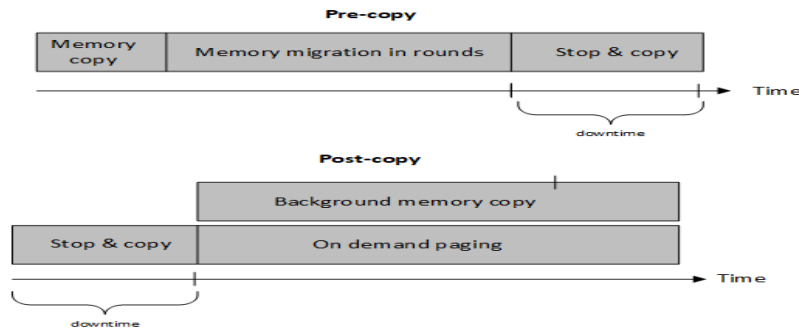 Pre-copy
Memory
copy
Memory migration in rounds
Stop & copy
Time
downtime
Post-copy
Background memory copy
Stop & copy
On demand paging
Time
downtime